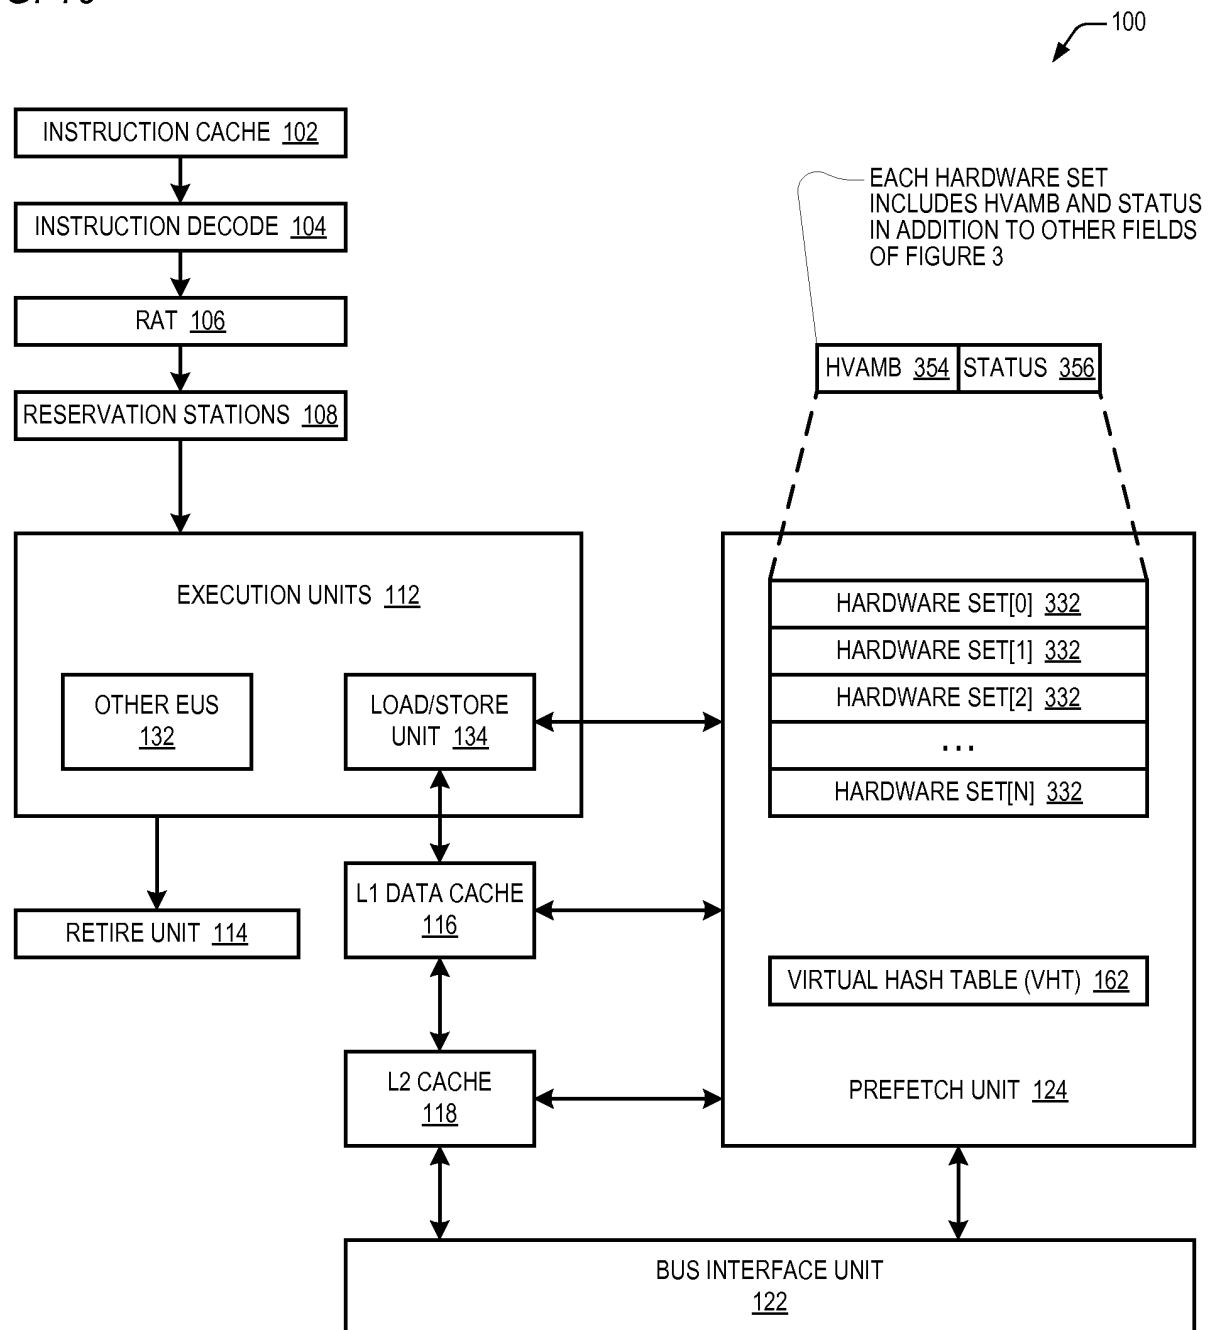 100
INSTRUCTION CACHE 102
INSTRUCTION DECODE 104
RAT 106
RESERVATION STATIONS 108
EACH HARDWARE SET
INCLUDES HVAMB AND STATUS
IN ADDITION TO OTHER FIELDS
OF FIGURE 3
HVAMB 354 STATUS 356
EXECUTION UNITS 112
OTHER EUS
132
LOAD/STORE
UNIT 134
HARDWARE SET[0] 332
HARDWARE SET[1] 332
HARDWARE SET[2] 332
...
HARDWARE SET[N] 332
RETIRE UNIT 114
L1 DATA CACHE
116
VIRTUAL HASH TABLE (VHT) 162
L2 CACHE
118
PREFETCH UNIT 124
BUS INTERFACE UNIT
122